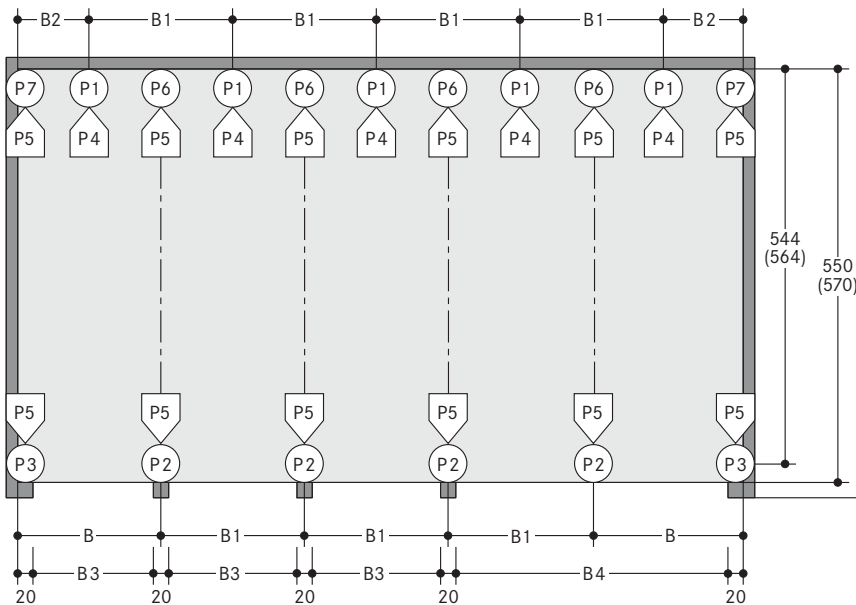 B2 B1 B1 B1 B1 B2
P7 P1 P6 P1 P6 P1 P6 P1 P6 P1 P7
P5 P4 P5 P4 P5 P4 P5 P4 P5 P4 P5
544
(564)
550
(570)
P5 P5 P5 P5 P5 P5
P3 P2 P2 P2 P2 P3
B B1 B1 B1 B
B3 B3 B3 B4
20 20 20 20 20